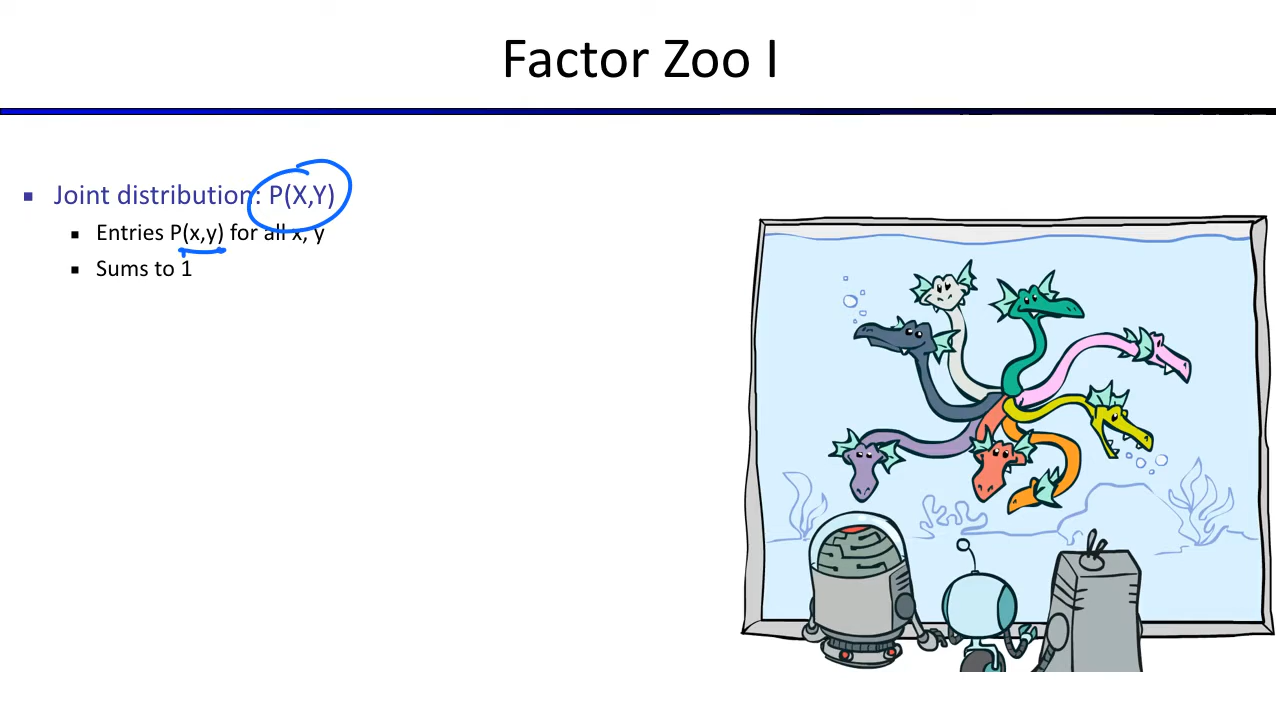 Factor Zoo I
Joint distribution: P(X,Y)
Entries P(x,y) for all x, y
Sums to 1